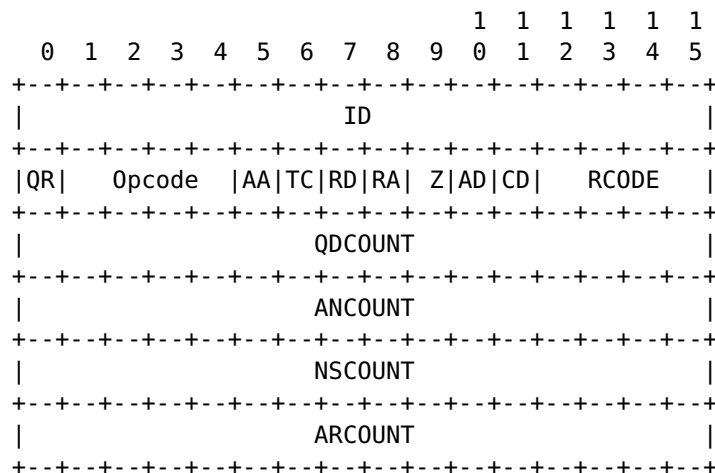 1  1  1  1  1  1
  0  1  2  3  4  5  6  7  8  9  0  1  2  3  4  5
+--+--+--+--+--+--+--+--+--+--+--+--+--+--+--+--+
|                      ID                       |
+--+--+--+--+--+--+--+--+--+--+--+--+--+--+--+--+
|QR|   Opcode  |AA|TC|RD|RA| Z|AD|CD|   RCODE   |
+--+--+--+--+--+--+--+--+--+--+--+--+--+--+--+--+
|                    QDCOUNT                    |
+--+--+--+--+--+--+--+--+--+--+--+--+--+--+--+--+
|                    ANCOUNT                    |
+--+--+--+--+--+--+--+--+--+--+--+--+--+--+--+--+
|                    NSCOUNT                    |
+--+--+--+--+--+--+--+--+--+--+--+--+--+--+--+--+
|                    ARCOUNT                    |
+--+--+--+--+--+--+--+--+--+--+--+--+--+--+--+--+